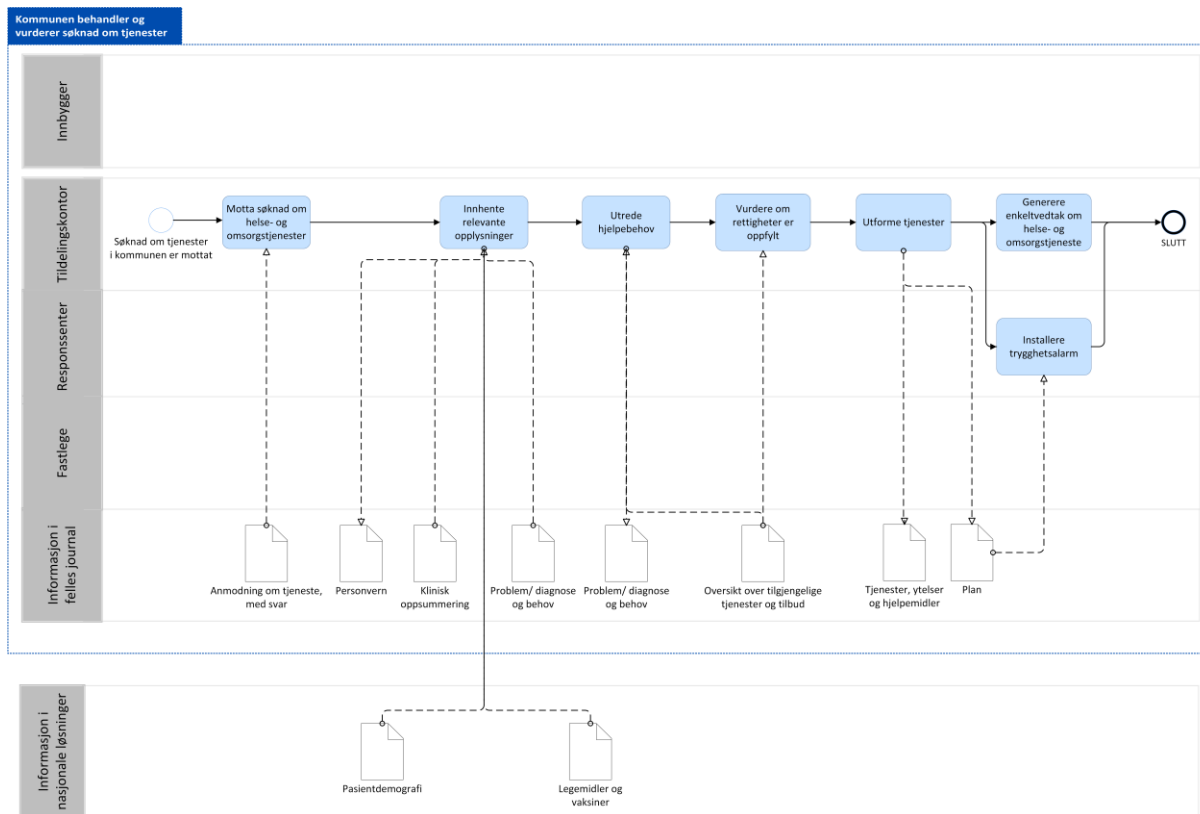 Kommunen behandler og
vurderer søknad om tjenester
Innbygger
Tildelingskontor
Søknad om tjenester
i kommunen er mottat
Motta søknad om
helse- og
omsorgstjenester
Innhente
relevante
opplysninger
Utrede
hjelpebehov
Vurdere om
rettigheter er
oppfylt
Utforme tjenester
Generere
enkeltvedtak om
helse- og
omsorgstjeneste
SLUTT
Responssenter
Installere
trygghetsalarm
Fastlege
Informasjon i
felles journal
Anmodning om tjeneste,
med svar
Personvern
Klinisk
oppsummering
Problem/ diagnose
og behov
Problem/ diagnose
og behov
Oversikt over tilgjengelige
tjenester og tilbud
Tjenester, ytelser
og hjelpemidler
Plan
Informasjon i
nasjonale løsninger
Pasientdemografi
Legemidler og
vaksiner